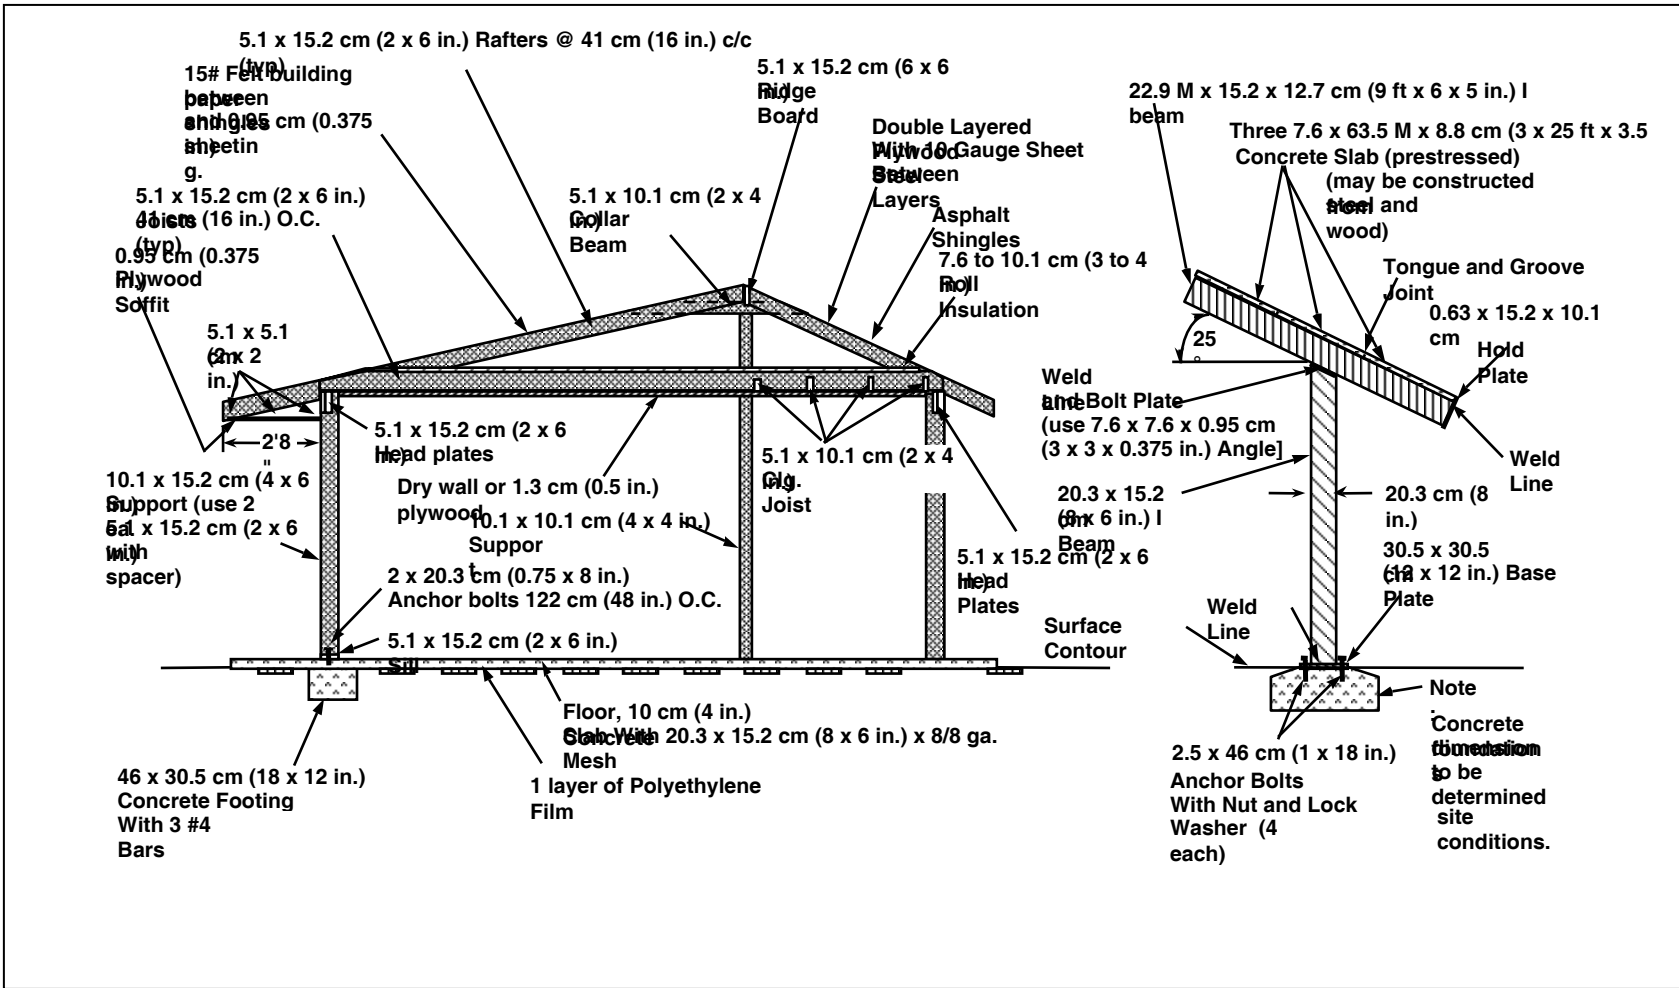 5.1 x 15.2 cm (2 x 6 in.) Rafters @ 41 cm (16 in.) c/c
(typ)
15# Felt building
paper
between
shingles
and 0.95 cm (0.375
in.)
sheetin
g.
5.1 x 15.2 cm (2 x 6 in.)
Joists
41 cm (16 in.) O.C.
(typ)
0.95 cm (0.375
in.)
Plywood
Soffit
5.1 x 5.1
cm
(2 x 2
in.)
2'8
"
10.1 x 15.2 cm (4 x 6
in.)
Support (use 2
ea.
5.1 x 15.2 cm (2 x 6
in.)
with
spacer)
46 x 30.5 cm (18 x 12 in.)
Concrete Footing
With 3 #4
Bars
5.1 x 10.1 cm (2 x 4
in.)
Collar
Beam
5.1 x 15.2 cm (6 x 6
in.)
Ridge
Board
Double Layered
Plywood
With 10 Gauge Sheet
Steel
Between
Layers
Asphalt
Shingles
7.6 to 10.1 cm (3 to 4
in.)
Roll
Insulation
5.1 x 15.2 cm (2 x 6
in.)
Head plates
Dry wall or 1.3 cm (0.5 in.)
plywood
10.1 x 10.1 cm (4 x 4 in.)
Suppor
t
2 x 20.3 cm (0.75 x 8 in.)
Anchor bolts 122 cm (48 in.) O.C.
5.1 x 15.2 cm (2 x 6 in.)
Sill
5.1 x 10.1 cm (2 x 4
in.)
Clg.
Joist
5.1 x 15.2 cm (2 x 6
in.)
Head
Plates
Floor, 10 cm (4 in.)
Concrete
Slab With 20.3 x 15.2 cm (8 x 6 in.) x 8/8 ga.
Mesh
1 layer of Polyethylene
Film
22.9 M x 15.2 x 12.7 cm (9 ft x 6 x 5 in.) I
beam
Three 7.6 x 63.5 M x 8.8 cm (3 x 25 ft x 3.5
Concrete Slab (prestressed)
(may be constructed
from
steel and
wood)
Tongue and Groove
Joint
0.63 x 15.2 x 10.1
cm
Hold
Plate
25
°
Weld
Line
and Bolt Plate
(use 7.6 x 7.6 x 0.95 cm
(3 x 3 x 0.375 in.) Angle]
Weld
Line
20.3 x 15.2
cm
(8 x 6 in.) I
Beam
20.3 cm (8
in.)
30.5 x 30.5
cm
(12 x 12 in.) Base
Plate
Weld
Line
Surface
Contour
2.5 x 46 cm (1 x 18 in.)
Anchor Bolts
With Nut and Lock
Washer (4
each)
Note
:
Concrete
foundation
dimension
s
to be
determined
site
conditions.